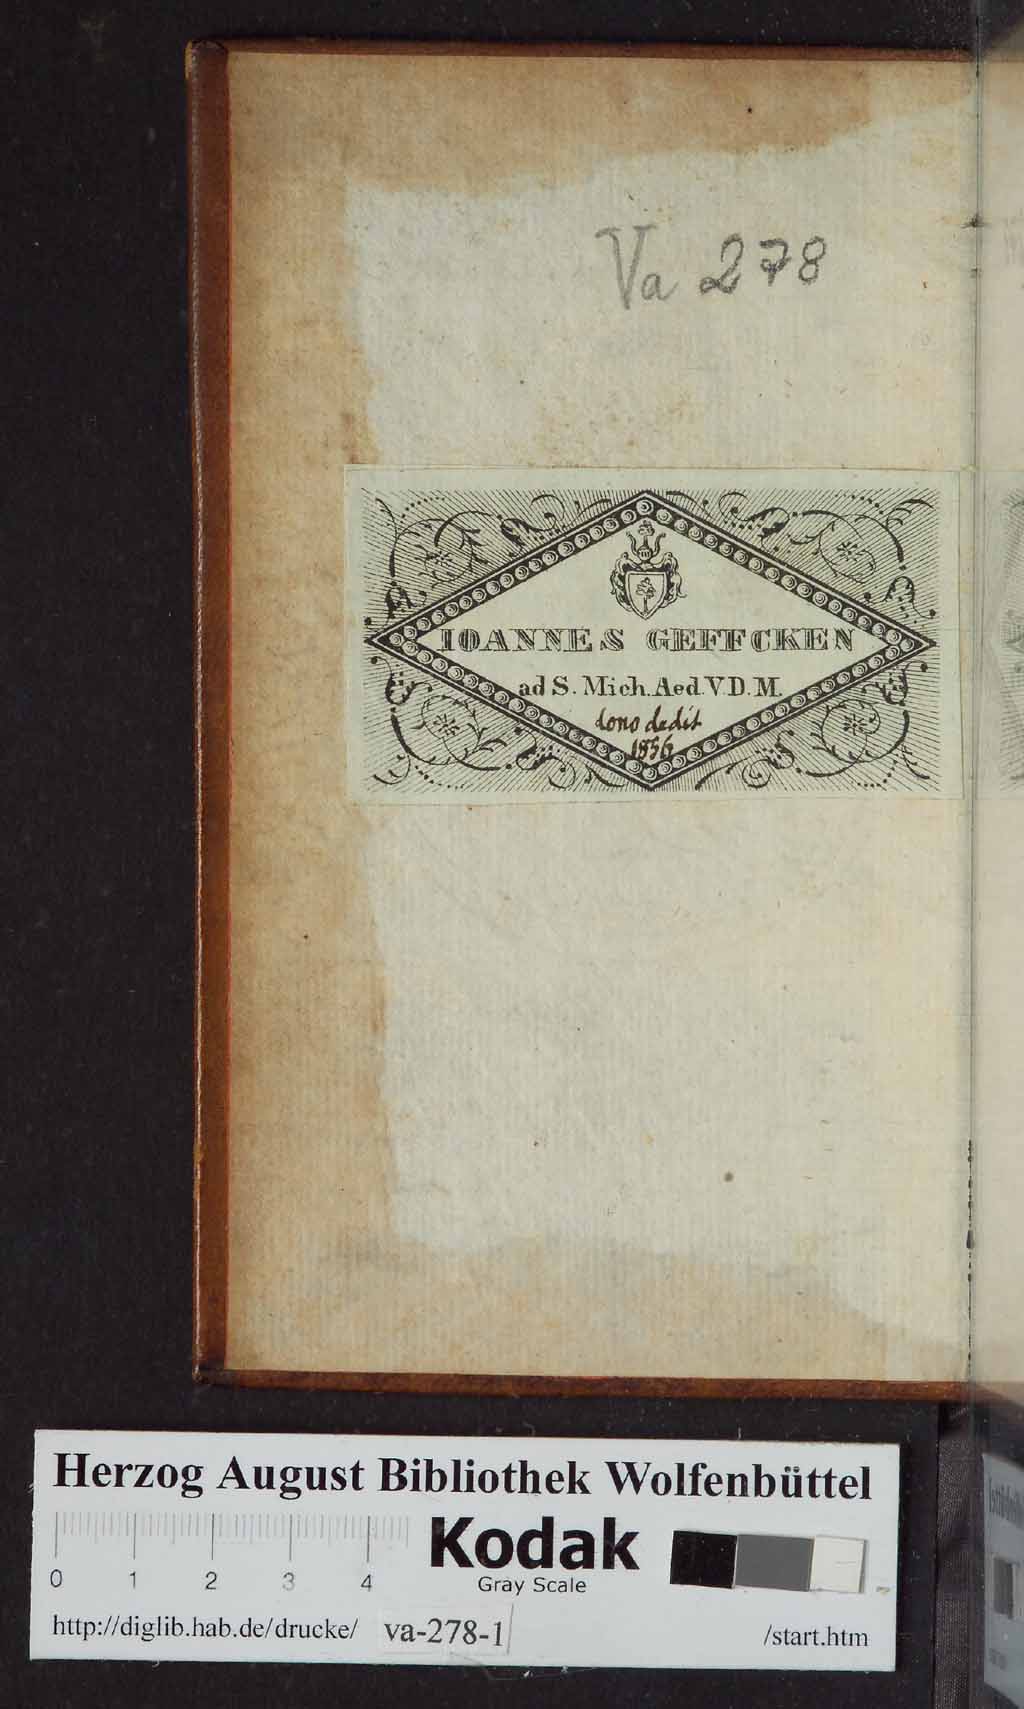 Va 278
IOANNES GEFFCKEN
ad S. Mich. Aed. V. D. M.
dono dedit
1856
Herzog August Bibliothek Wolfenbüttel
0 1 2 3 4
Kodak
Gray Scale
http://diglib.hab.de/drucke/ va-278-1 /start.htm